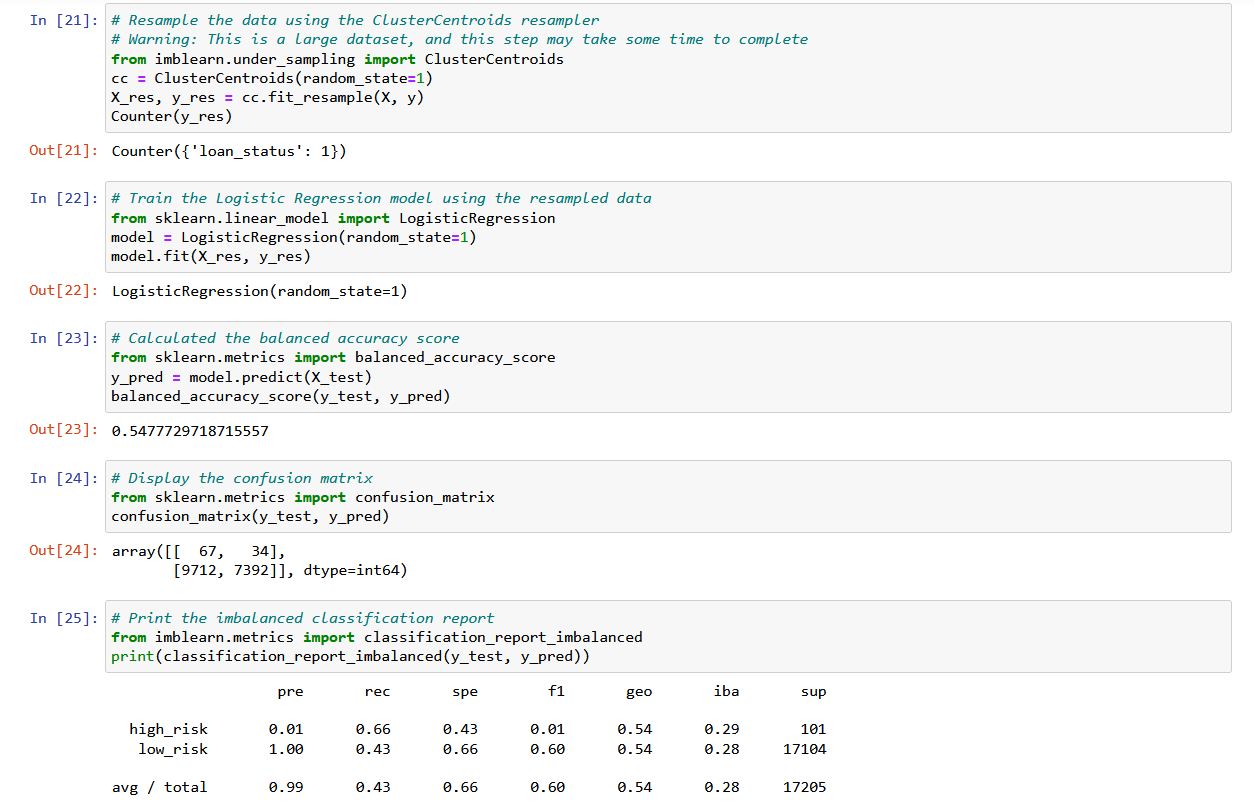 In [21]: # Resample the data using the ClusterCentroids resampler
# Warning: This is a large dataset, and this step may take some time to complete
from imblearn.under_sampling import ClusterCentroids
cc = ClusterCentroids(random_state=1)
X_res, y_res = cc.fit_resample(X, y)
Counter(y_res)
Out[21]: Counter({'loan_status': 1})
In [22]: # Train the Logistic Regression model using the resampled data
from sklearn.linear_model import LogisticRegression
model = LogisticRegression(random_state=1)
model.fit(X_res, y_res)
Out[22]: LogisticRegression(random_state=1)
In [23]: # Calculated the balanced accuracy score
from sklearn.metrics import balanced_accuracy_score
y_pred = model.predict(X_test)
balanced_accuracy_score(y_test, y_pred)
Out[23]: 0.5477729718715557
In [24]: # Display the confusion matrix
from sklearn.metrics import confusion_matrix
confusion_matrix(y_test, y_pred)
Out[24]: array([[  67,   34],
[9712, 7392]], dtype=int64)
In [25]: # Print the imbalanced classification report
from imblearn.metrics import classification_report_imbalanced
print(classification_report_imbalanced(y_test, y_pred))
pre rec spe f1 geo iba sup
high_risk 0.01 0.66 0.43 0.01 0.54 0.29 101
low_risk 1.00 0.43 0.66 0.60 0.54 0.28 17104
avg / total 0.99 0.43 0.66 0.60 0.54 0.28 17205